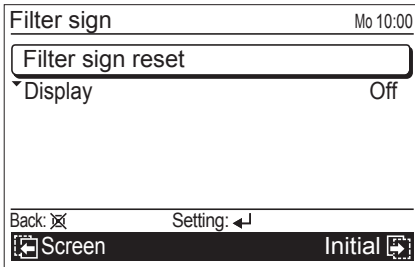 Filter sign Mo 10:00
Filter sign reset
Display Off
Back: Setting:
Screen Initial